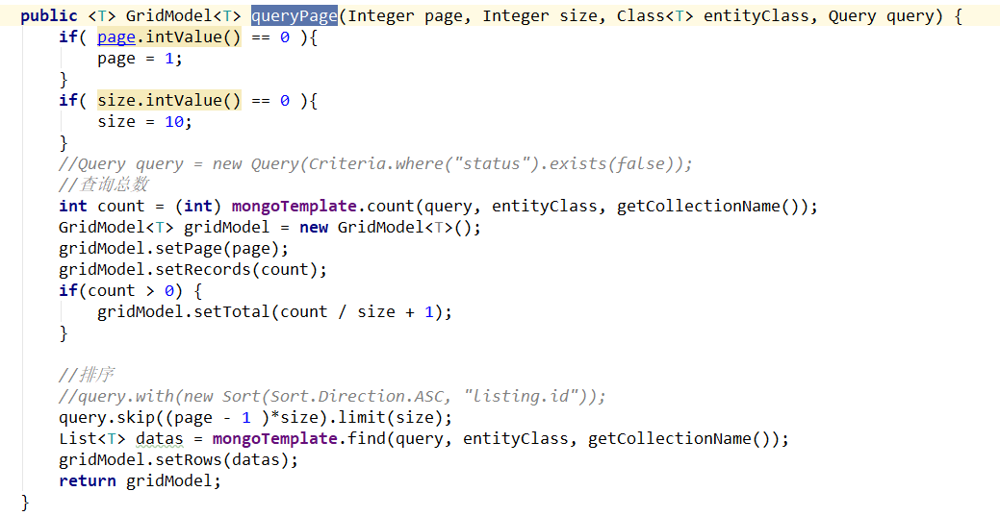 public <T> GridModel<T> queryPage(Integer page, Integer size, Class<T> entityClass, Query query) {
    if( page.intValue() == 0 ){
        page = 1;
    }
    if( size.intValue() == 0 ){
        size = 10;
    }
    //Query query = new Query(Criteria.where("status").exists(false));
    //查询总数
    int count = (int) mongoTemplate.count(query, entityClass, getCollectionName());
    GridModel<T> gridModel = new GridModel<T>();
    gridModel.setPage(page);
    gridModel.setRecords(count);
    if(count > 0) {
        gridModel.setTotal(count / size + 1);
    }

    //排序
    //query.with(new Sort(Sort.Direction.ASC, "listing.id"));
    query.skip((page - 1 )*size).limit(size);
    List<T> datas = mongoTemplate.find(query, entityClass, getCollectionName());
    gridModel.setRows(datas);
    return gridModel;
}